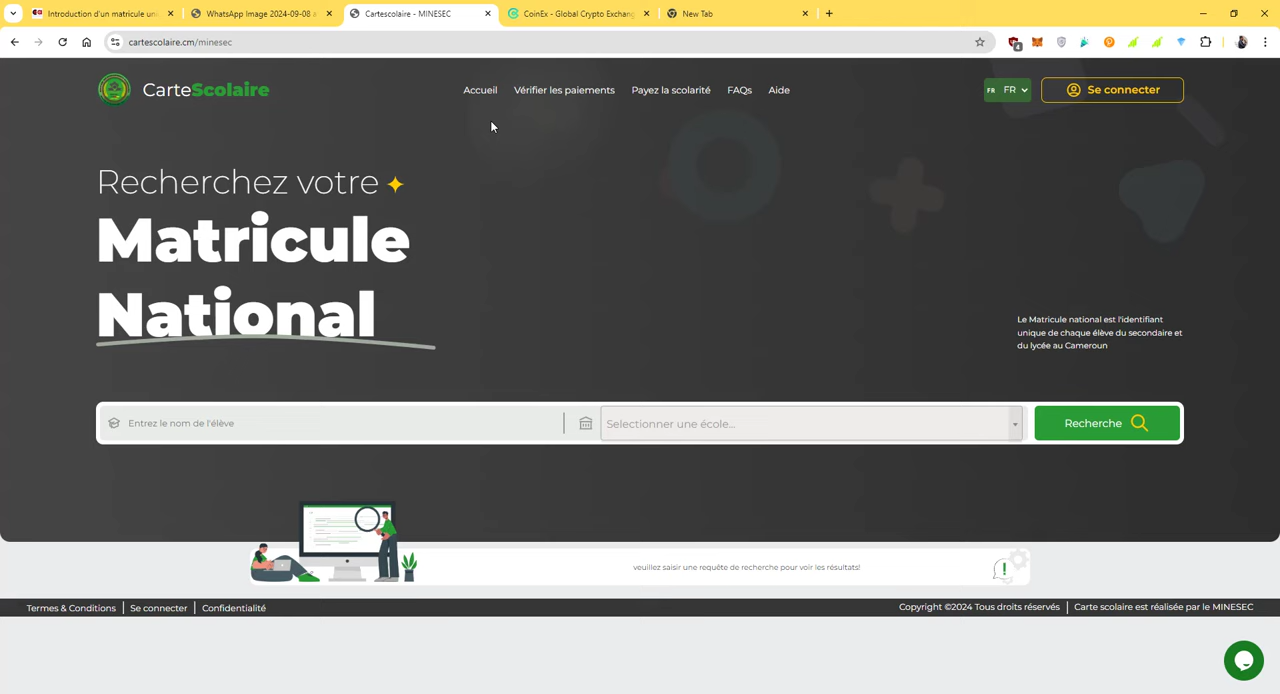 Introduction d'un matricule uni
WhatsApp Image 2024-09-08 a
Cartescolaire - MINESEC
CoinEx - Global Crypto Exchang
New Tab
cartescolaire.cm/minesec
4
CarteScolaire
Accueil
Vérifier les paiements
Payez la scolarité
FAQs
Aide
FR FR
Se connecter
Recherchez votre
Matricule
National
Le Matricule national est l'identifiant
unique de chaque élève du secondaire et
du lycée au Cameroun
Entrez le nom de l'élève
Selectionner une école...
Recherche
veuillez saisir une requête de recherche pour voir les résultats!
Termes & Conditions
Se connecter
Confidentialité
Copyright ©2024 Tous droits réservés
Carte scolaire est réalisée par le MINESEC